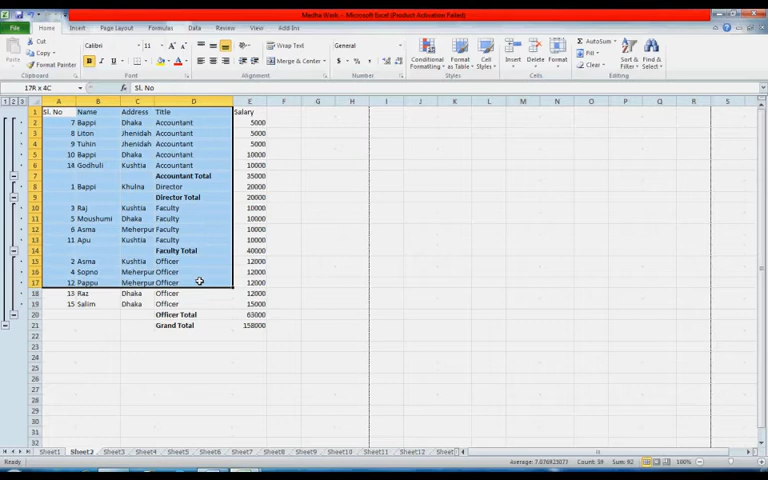 Medha Work - Microsoft Excel (Product Activation Failed)
File Home Insert Page Layout Formulas Data Review View Add-Ins
Cut
Copy
Format Painter
Paste
Clipboard
Calibri 11
B I U
Font
Wrap Text
Merge & Center
Alignment
General
$ % ,
Number
Conditional Formatting
Format as Table
Cell Styles
Styles
Insert Delete Format
Cells
AutoSum
Fill
Clear
Sort & Filter
Find & Select
Editing
17R x 4C fx Sl. No
1 2 3 A B C D E F G H I J K L M N O P Q R S
1 Sl. No Name Address Title Salary
2 7 Bappi Dhaka Accountant 5000
3 8 Liton Jhenidah Accountant 5000
4 9 Tuhin Jhenidah Accountant 5000
5 10 Bappi Dhaka Accountant 10000
6 14 Godhuli Kushtia Accountant 10000
7 Accountant Total 35000
8 1 Bappi Khulna Director 20000
9 Director Total 20000
10 3 Raj Kushtia Faculty 10000
11 5 Moushumi Dhaka Faculty 10000
12 6 Asma Meherpur Faculty 10000
13 11 Apu Kushtia Faculty 10000
14 Faculty Total 40000
15 2 Asma Kushtia Officer 12000
16 4 Sopno Meherpur Officer 12000
17 12 Pappu Meherpur Officer 12000
18 13 Raz Dhaka Officer 12000
19 15 Salim Dhaka Officer 15000
20 Officer Total 63000
21 Grand Total 158000
22
23
24
25
26
27
28
29
30
31
32
Sheet1 Sheet2 Sheet3 Sheet4 Sheet5 Sheet6 Sheet7 Sheet8 Sheet9 Sheet10 Sheet11 Sheet12 Sheet
Ready Average: 7.076923077 Count: 59 Sum: 92 100%